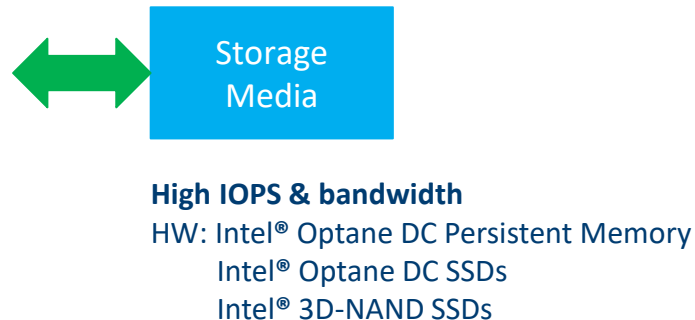 Storage
Media
High IOPS & bandwidth
HW: Intel® Optane DC Persistent Memory
Intel® Optane DC SSDs
Intel® 3D-NAND SSDs